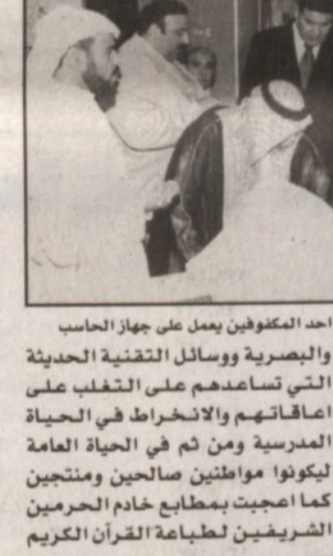 احد المكفوفين يعمل على جهاز الحاسب
والبصرية ووسائل التقنية الحديثة
التي تساعدهم على التغلب على
اعاقاتهم والانخراط في الحياة
المدرسية ومن ثم في الحياة العامة
ليكونوا مواطنين صالحين ومنتجين
كما اعجبت بمطابع خادم الحرمين
الشريفين لطباعة القرآن الكريم